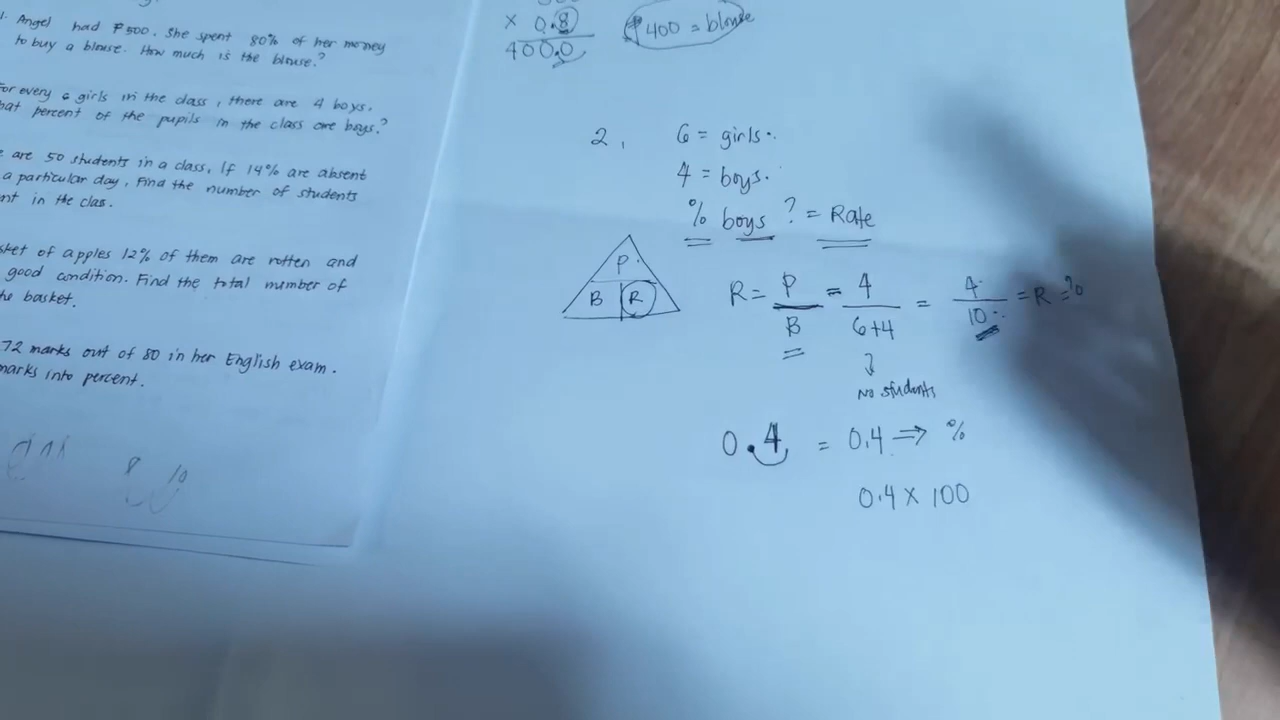 1. Angel had ₱500. She spent 80% of her money
to buy a blouse. How much is the blouse?
For every 6 girls in the class, there are 4 boys.
hat percent of the pupils in the class are boys?
e are 50 students in a class. If 14% are absent
a particular day, Find the number of students
nt in the clas.
sket of apples 12% of them are rotten and
good condition. Find the total number of
he basket.
72 marks out of 80 in her English exam.
marks into percent.
× 0.8
400.0
₱400 = blouse
2. 6 = girls.
4 = boys.
% boys ? = Rate
P
B R
R = P/B = 4/6+4 = 4/10 = R = %
No students
0.4 = 0.4 ⇒ %
0.4 × 100